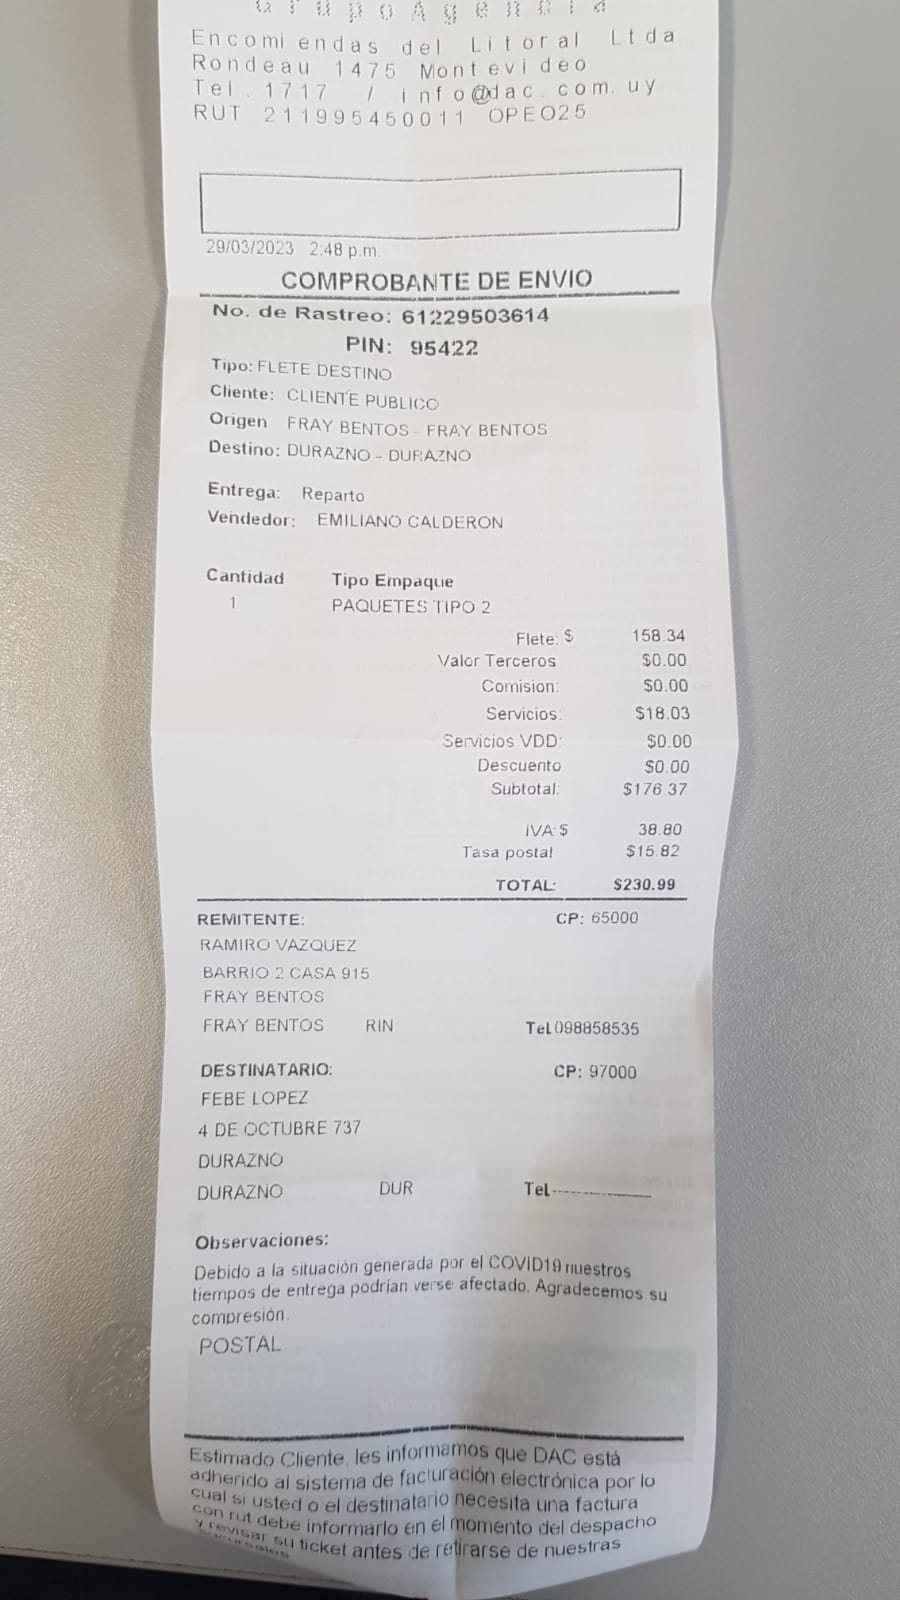 GrupoAgencia
Encomiendas del Litoral Ltda
Rondeau 1475 Montevideo
Tel. 1717 / info@dac.com.uy
RUT 211995450011 OPEO25
29/03/2023 2:48 p.m.
COMPROBANTE DE ENVIO
No. de Rastreo: 61229503614
PIN: 95422
Tipo: FLETE DESTINO
Cliente: CLIENTE PUBLICO
Origen FRAY BENTOS - FRAY BENTOS
Destino: DURAZNO - DURAZNO
Entrega: Reparto
Vendedor: EMILIANO CALDERON
Cantidad Tipo Empaque
1 PAQUETES TIPO 2
Flete: $ 158.34
Valor Terceros $0.00
Comision: $0.00
Servicios: $18.03
Servicios VDD: $0.00
Descuento $0.00
Subtotal: $176.37
IVA:$ 38.80
Tasa postal $15.82
TOTAL: $230.99
REMITENTE: CP: 65000
RAMIRO VAZQUEZ
BARRIO 2 CASA 915
FRAY BENTOS
FRAY BENTOS RIN Tel.098858535
DESTINATARIO: CP: 97000
FEBE LOPEZ
4 DE OCTUBRE 737
DURAZNO
DURAZNO DUR Tel.------------
Observaciones:
Debido a la situación generada por el COVID19 nuestros
tiempos de entrega podrían verse afectado. Agradecemos su
compresión.
POSTAL
Estimado Cliente, les informamos que DAC está
adherido al sistema de facturación electrónica por lo
cual si usted o el destinatario necesita una factura
con rut debe informarlo en el momento del despacho
y revisar su ticket antes de retirarse de nuestras
sucursales